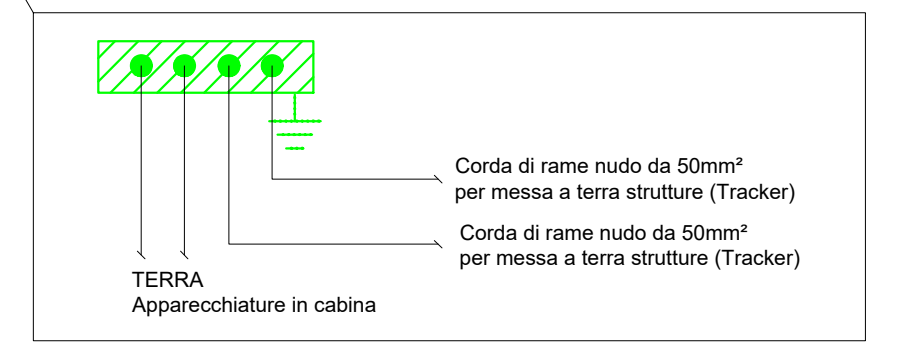 Corda di rame nudo da 50mm²
per messa a terra strutture (Tracker)
Corda di rame nudo da 50mm²
per messa a terra strutture (Tracker)
TERRA
Apparecchiature in cabina